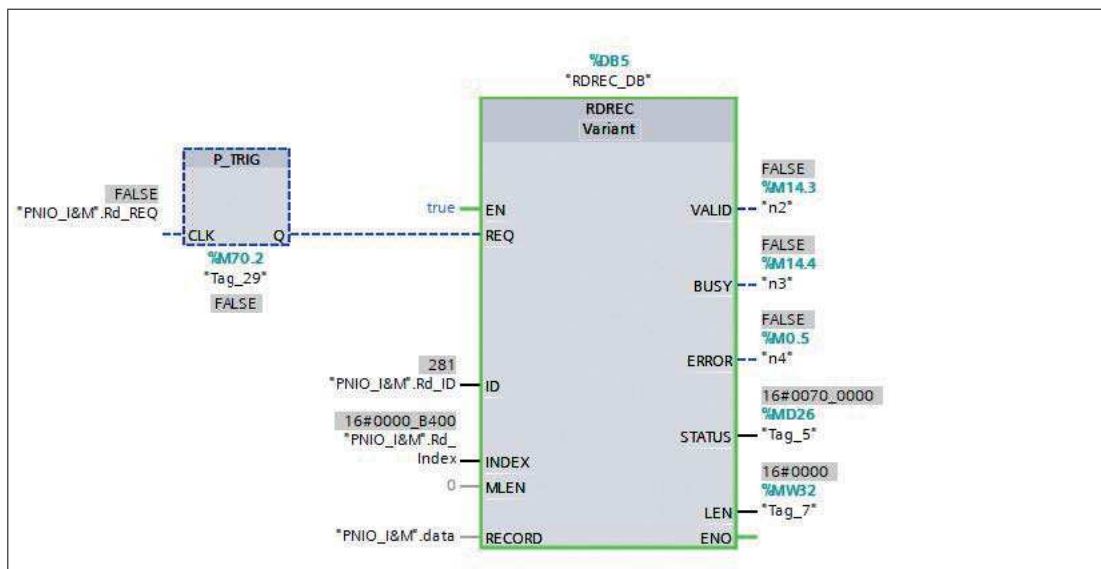 %DB5
"RDREC_DB"
RDREC
Variant
P_TRIG
FALSE
"PNIO_I&M".Rd_REQ
CLK Q
%M70.2
"Tag_29"
FALSE
true
EN
REQ
281
"PNIO_I&M".Rd_ID
ID
16#0000_B400
"PNIO_I&M".Rd_
Index
INDEX
0
MLEN
"PNIO_I&M".data
RECORD
FALSE
%M14.3
VALID
"n2"
FALSE
%M14.4
BUSY
"n3"
FALSE
%M0.5
ERROR
"n4"
16#0070_0000
%MD26
STATUS
"Tag_5"
16#0000
%MW32
LEN
"Tag_7"
ENO